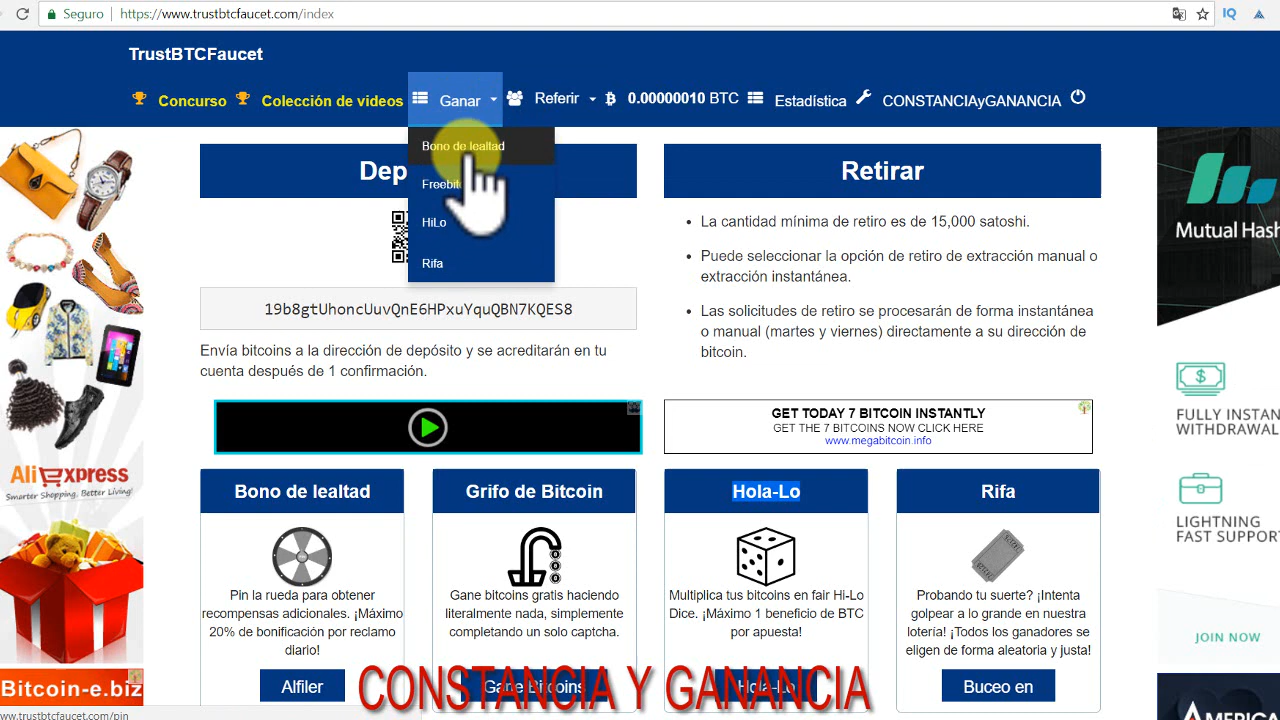 Seguro
https://www.trustbtcfaucet.com/index
IQ
TrustBTCFaucet
Concurso
Colección de videos
Ganar
Referir
0.00000010 BTC
Estadística
CONSTANCIAyGANANCIA
Bono de lealtad
HiLo
Rifa
Retirar
La cantidad mínima de retiro es de 15,000 satoshi.
Puede seleccionar la opción de retiro de extracción manual o
extracción instantánea.
Las solicitudes de retiro se procesarán de forma instantánea
o manual (martes y viernes) directamente a su dirección de
bitcoin.
19b8gtUhoncUuvQnE6HPxuYquQBN7KQES8
Envía bitcoins a la dirección de depósito y se acreditarán en tu
cuenta después de 1 confirmación.
GET TODAY 7 BITCOIN INSTANTLY
GET THE 7 BITCOINS NOW CLICK HERE
www.megabitcoin.info
Bono de lealtad
Pin la rueda para obtener
recompensas adicionales. ¡Máximo
20% de bonificación por reclamo
diario!
Alfiler
Grifo de Bitcoin
Gane bitcoins gratis haciendo
literalmente nada, simplemente
completando un solo captcha.
Gane Bitcoins
Hola-Lo
Multiplica tus bitcoins en fair Hi-Lo
Dice. ¡Máximo 1 beneficio de BTC
por apuesta!
Hola-Lo
Rifa
Probando tu suerte? ¡Intenta
golpear a lo grande en nuestra
lotería! ¡Todos los ganadores se
eligen de forma aleatoria y justa!
Buceo en
CONSTANCIA Y GANANCIA
AliExpress
Smarter Shopping, Better Living!
Bitcoin-e.biz
www.trustbtcfaucet.com/pin
Mutual Hash
FULLY INSTAN
WITHDRAWAL
LIGHTNING
FAST SUPPORT
JOIN NOW